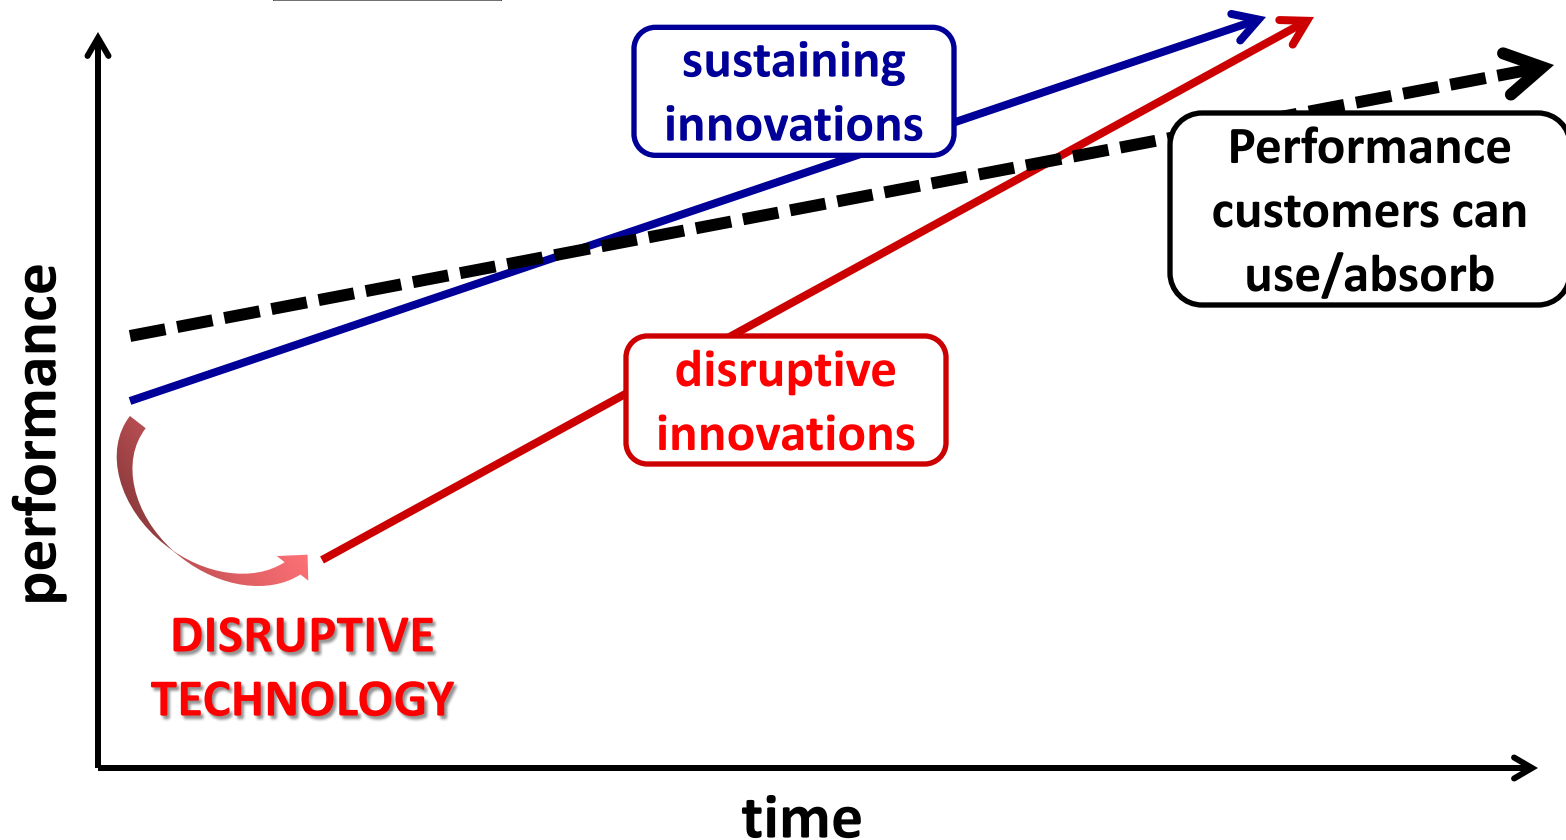 sustaining
innovations
Performance
customers can
use/absorb
performance
disruptive
innovations
DISRUPTIVE
TECHNOLOGY
time